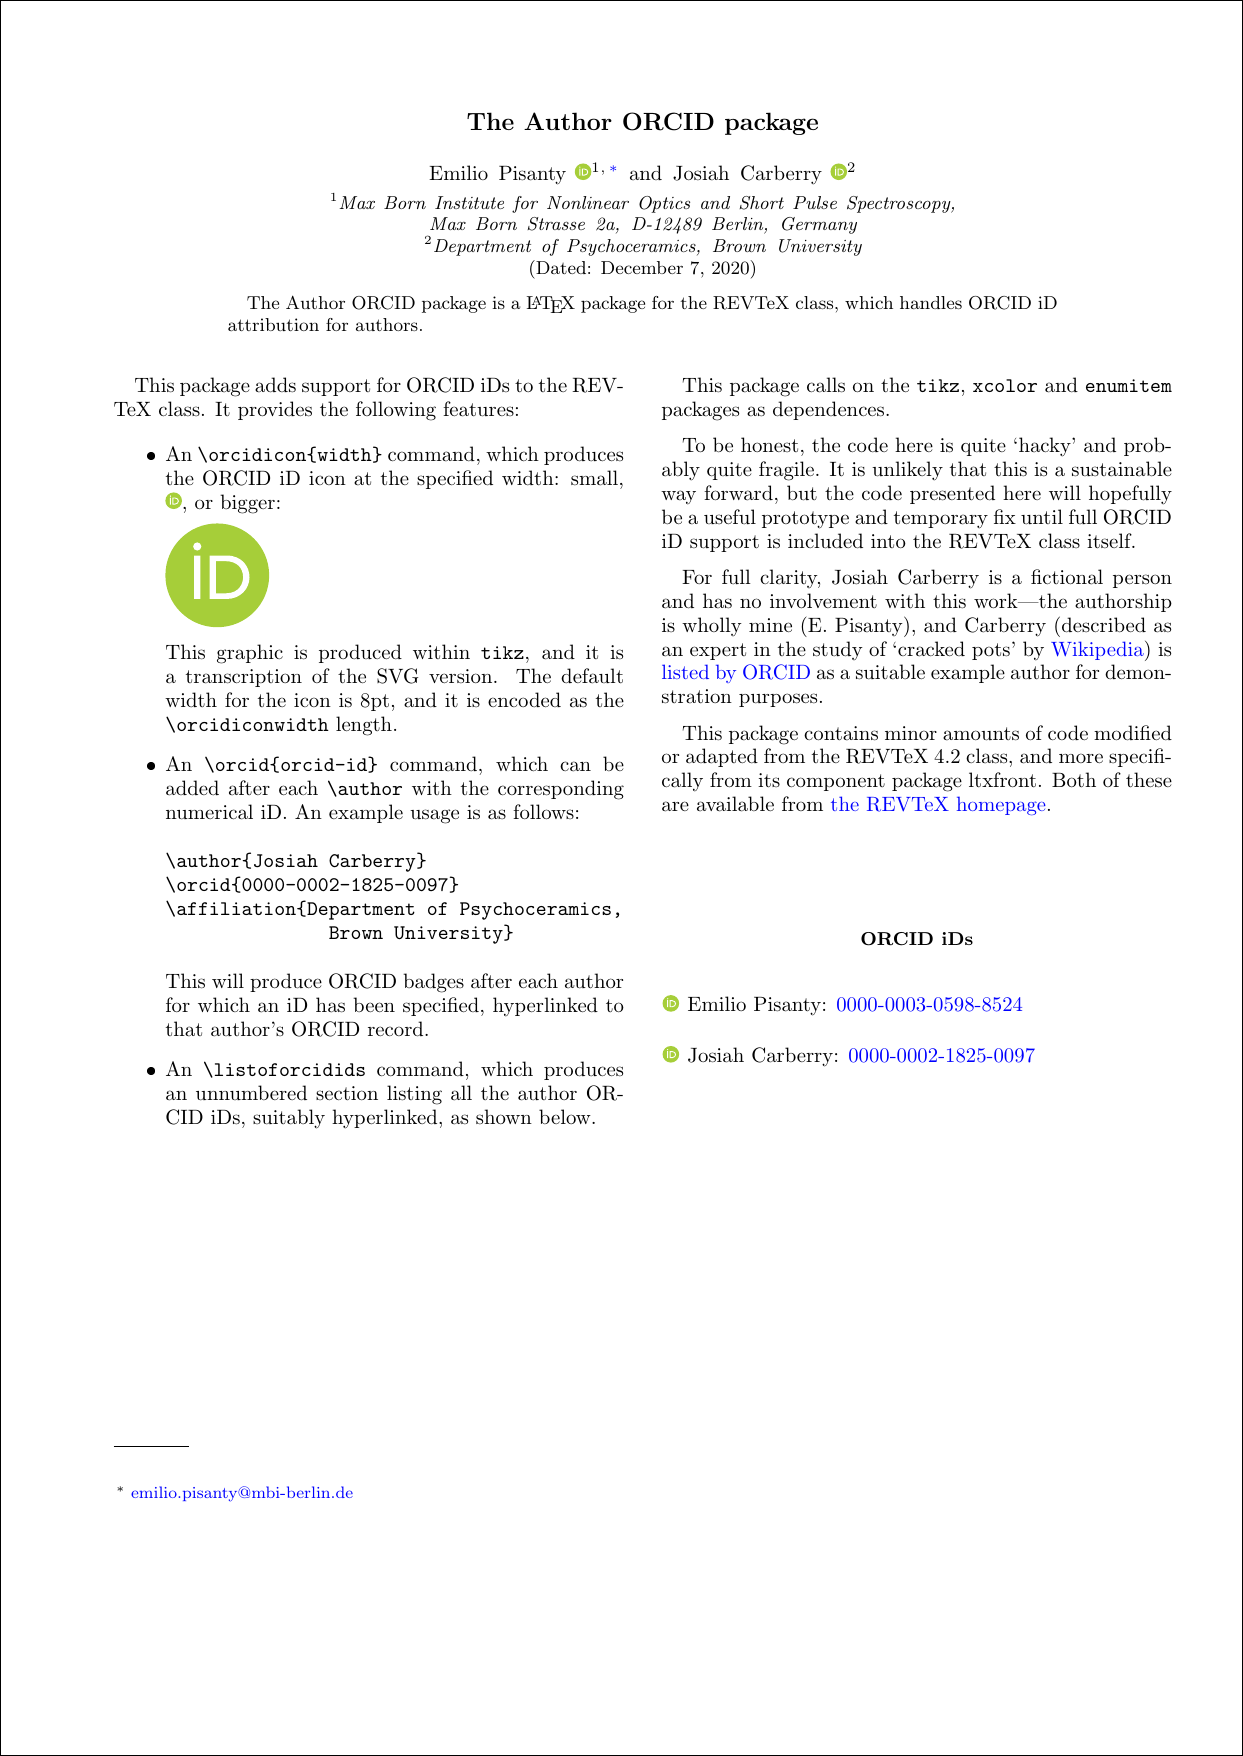 The Author ORCID package
Emilio Pisanty iD1, * and Josiah Carberry iD2
1Max Born Institute for Nonlinear Optics and Short Pulse Spectroscopy,
Max Born Strasse 2a, D-12489 Berlin, Germany
2Department of Psychoceramics, Brown University
(Dated: December 7, 2020)
The Author ORCID package is a LATEX package for the REVTeX class, which handles ORCID iD
attribution for authors.
This package adds support for ORCID iDs to the REV-
TeX class. It provides the following features:
• An \orcidicon{width} command, which produces
the ORCID iD icon at the specified width: small,
iD, or bigger:
iD
This graphic is produced within tikz, and it is
a transcription of the SVG version. The default
width for the icon is 8pt, and it is encoded as the
\orcidiconwidth length.
• An \orcid{orcid-id} command, which can be
added after each \author with the corresponding
numerical iD. An example usage is as follows:
\author{Josiah Carberry}
\orcid{0000-0002-1825-0097}
\affiliation{Department of Psychoceramics,
Brown University}
This will produce ORCID badges after each author
for which an iD has been specified, hyperlinked to
that author's ORCID record.
• An \listoforcidids command, which produces
an unnumbered section listing all the author OR-
CID iDs, suitably hyperlinked, as shown below.
* emilio.pisanty@mbi-berlin.de
This package calls on the tikz, xcolor and enumitem
packages as dependences.
To be honest, the code here is quite ‘hacky’ and prob-
ably quite fragile. It is unlikely that this is a sustainable
way forward, but the code presented here will hopefully
be a useful prototype and temporary fix until full ORCID
iD support is included into the REVTeX class itself.
For full clarity, Josiah Carberry is a fictional person
and has no involvement with this work—the authorship
is wholly mine (E. Pisanty), and Carberry (described as
an expert in the study of ‘cracked pots’ by Wikipedia) is
listed by ORCID as a suitable example author for demon-
stration purposes.
This package contains minor amounts of code modified
or adapted from the REVTeX 4.2 class, and more specifi-
cally from its component package ltxfront. Both of these
are available from the REVTeX homepage.
ORCID iDs
iD Emilio Pisanty: 0000-0003-0598-8524
iD Josiah Carberry: 0000-0002-1825-0097